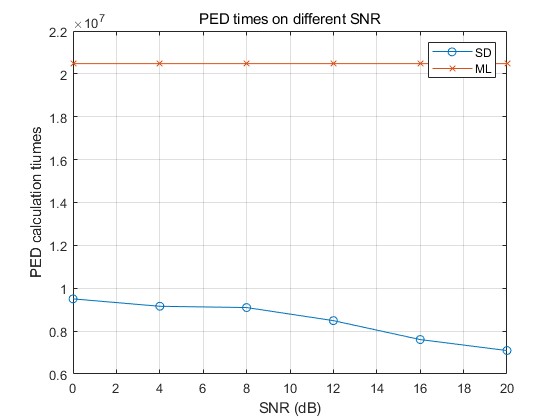 PED times on different SNR
×10⁷
2.2
2
1.8
1.6
1.4
1.2
1
0.8
0.6
PED calculation tiumes
SD
ML
0 2 4 6 8 10 12 14 16 18 20
SNR (dB)